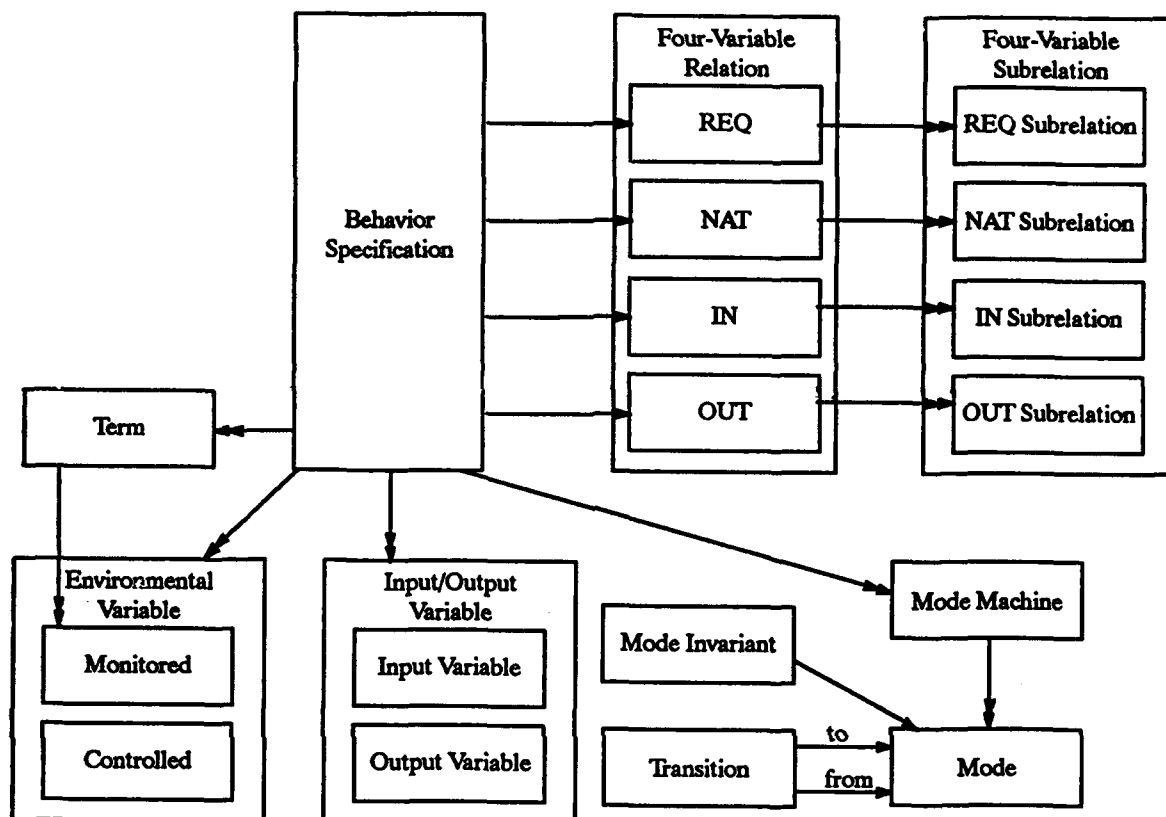 Four-Variable
Relation
Four-Variable
Subrelation
REQ
REQ Subrelation
Behavior
Specification
NAT
NAT Subrelation
IN
IN Subrelation
OUT
OUT Subrelation
Term
Environmental
Variable
Input/Output
Variable
Mode Machine
Monitored
Input Variable
Mode Invariant
Controlled
Output Variable
Transition
to
from
Mode